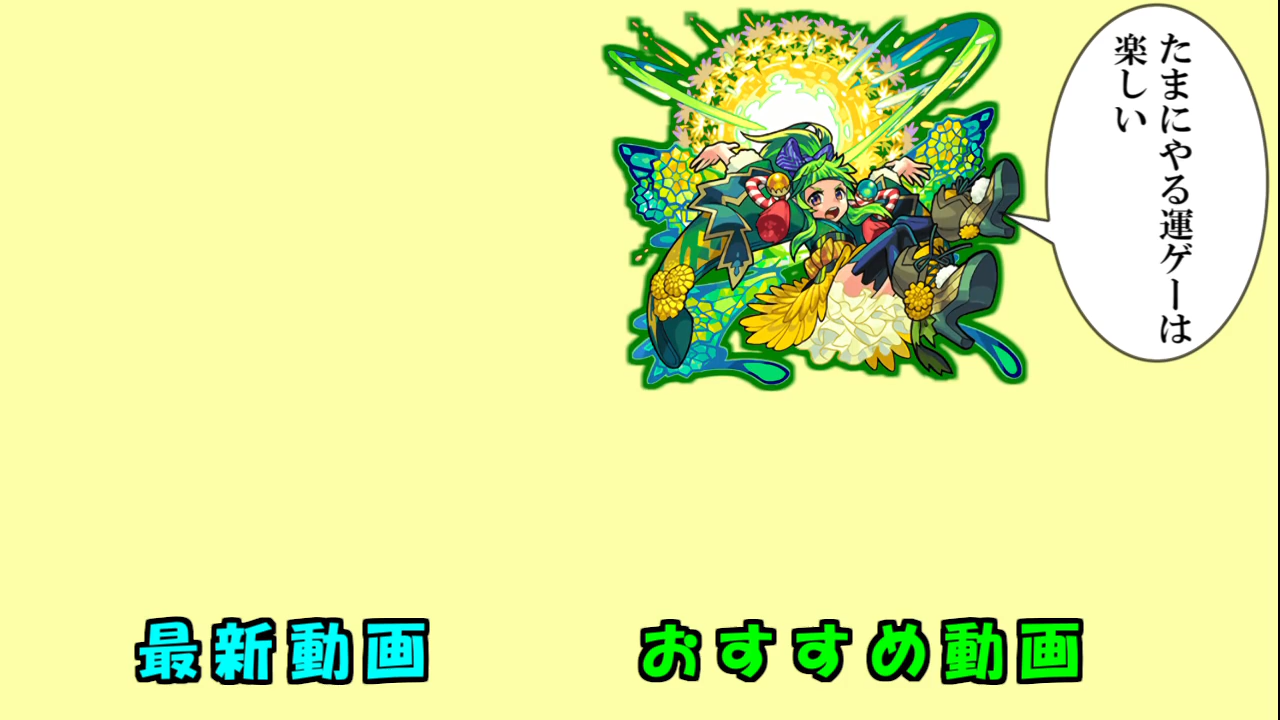 たまにやる運ゲーは
楽しい
最新動画
おすすめ動画